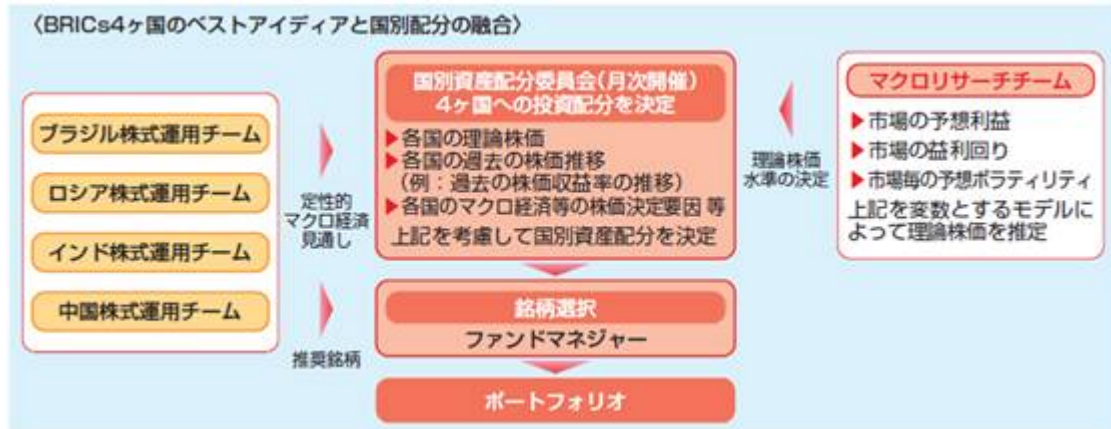 〈BRICs4ヶ国のベストアイディアと国別配分の融合〉
ブラジル株式運用チーム
ロシア株式運用チーム
インド株式運用チーム
中国株式運用チーム
定性的
マクロ経済
見通し
推奨銘柄
国別資産配分委員会(月次開催)
4ヶ国への投資配分を決定
▶各国の理論株価
▶各国の過去の株価推移
(例：過去の株価収益率の推移)
▶各国のマクロ経済等の株価決定要因 等
上記を考慮して国別資産配分を決定
銘柄選択
ファンドマネジャー
ポートフォリオ
理論株価
水準の決定
マクロリサーチチーム
▶市場の予想利益
▶市場の益利回り
▶市場毎の予想ボラティリティ
上記を変数とするモデルに
よって理論株価を推定